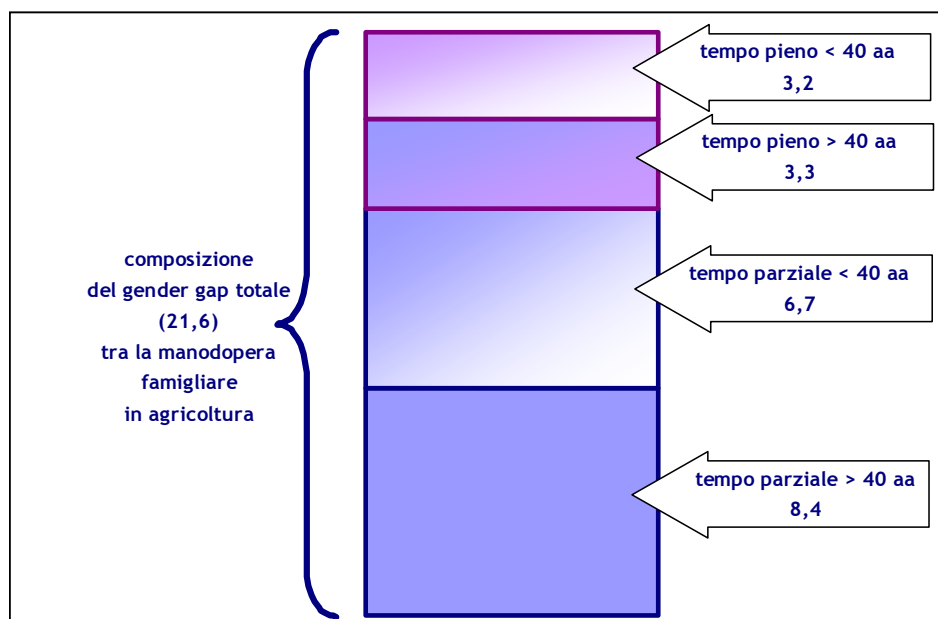 composizione
del gender gap totale
(21,6)
tra la manodopera
famigliare
in agricoltura
tempo pieno < 40 aa
3,2
tempo pieno > 40 aa
3,3
tempo parziale < 40 aa
6,7
tempo parziale > 40 aa
8,4